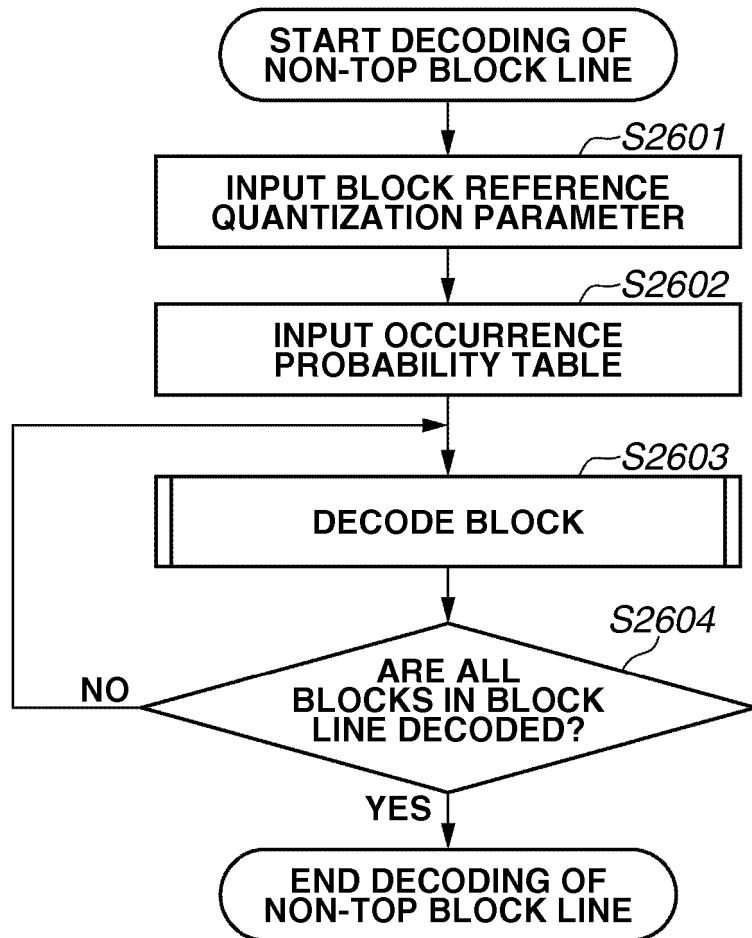 START DECODING OF
NON-TOP BLOCK LINE
S2601
INPUT BLOCK REFERENCE
QUANTIZATION PARAMETER
S2602
INPUT OCCURRENCE
PROBABILITY TABLE
S2603
DECODE BLOCK
S2604
ARE ALL
BLOCKS IN BLOCK
LINE DECODED?
NO
YES
END DECODING OF
NON-TOP BLOCK LINE